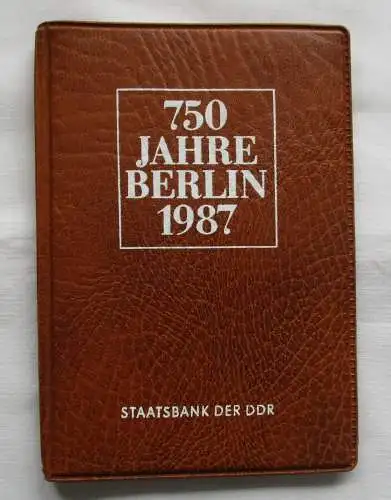 750
JAHRE
BERLIN
1987
STAATSBANK DER DDR